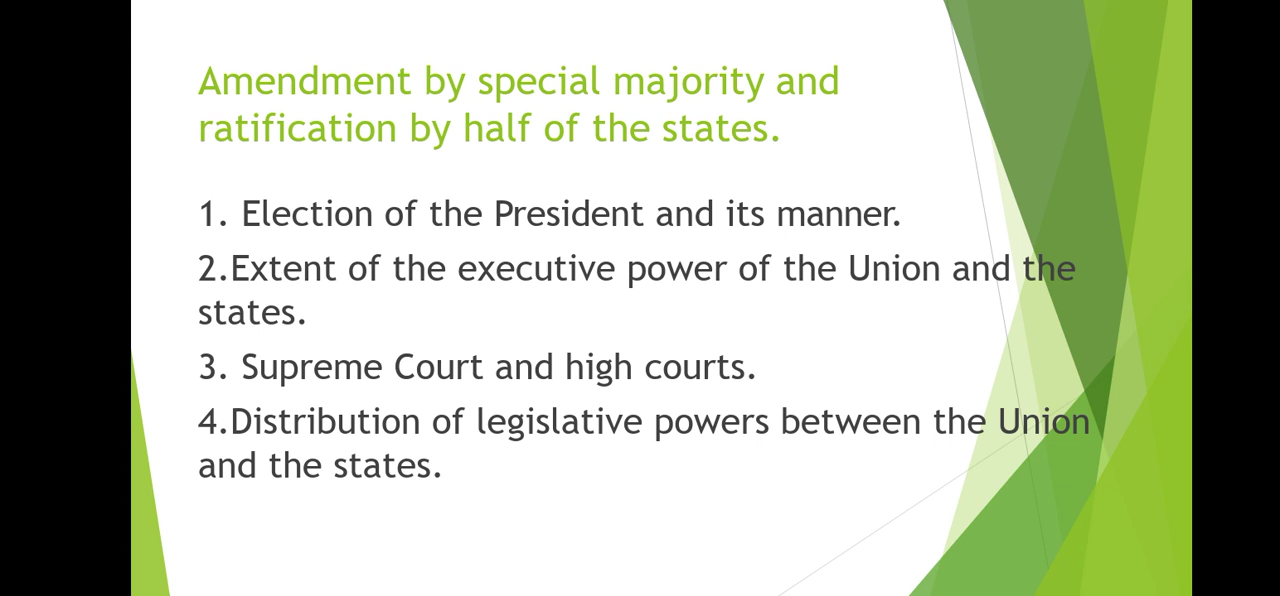 Amendment by special majority and
ratification by half of the states.
1. Election of the President and its manner.
2.Extent of the executive power of the Union and the
states.
3. Supreme Court and high courts.
4.Distribution of legislative powers between the Union
and the states.